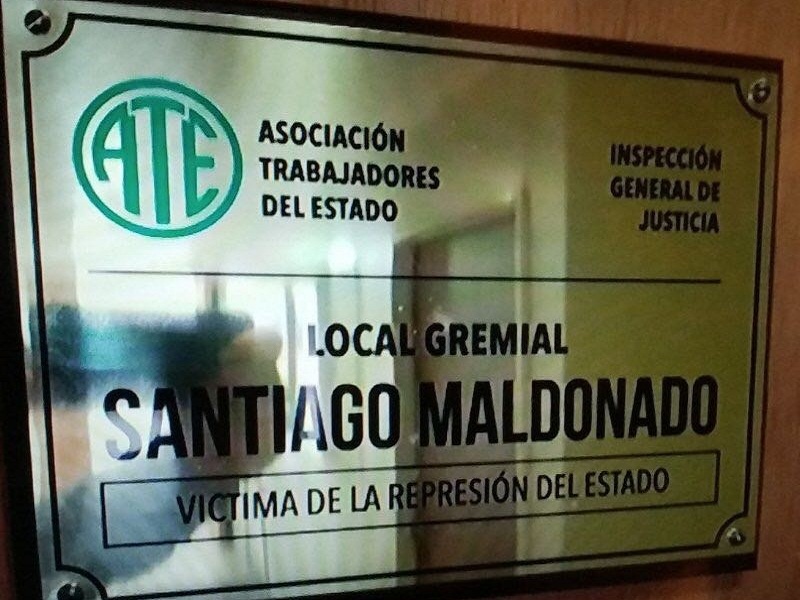 ATE
ASOCIACIÓN
TRABAJADORES
DEL ESTADO
INSPECCIÓN
GENERAL DE
JUSTICIA
LOCAL GREMIAL
SANTIAGO MALDONADO
VICTIMA DE LA REPRESIÓN DEL ESTADO